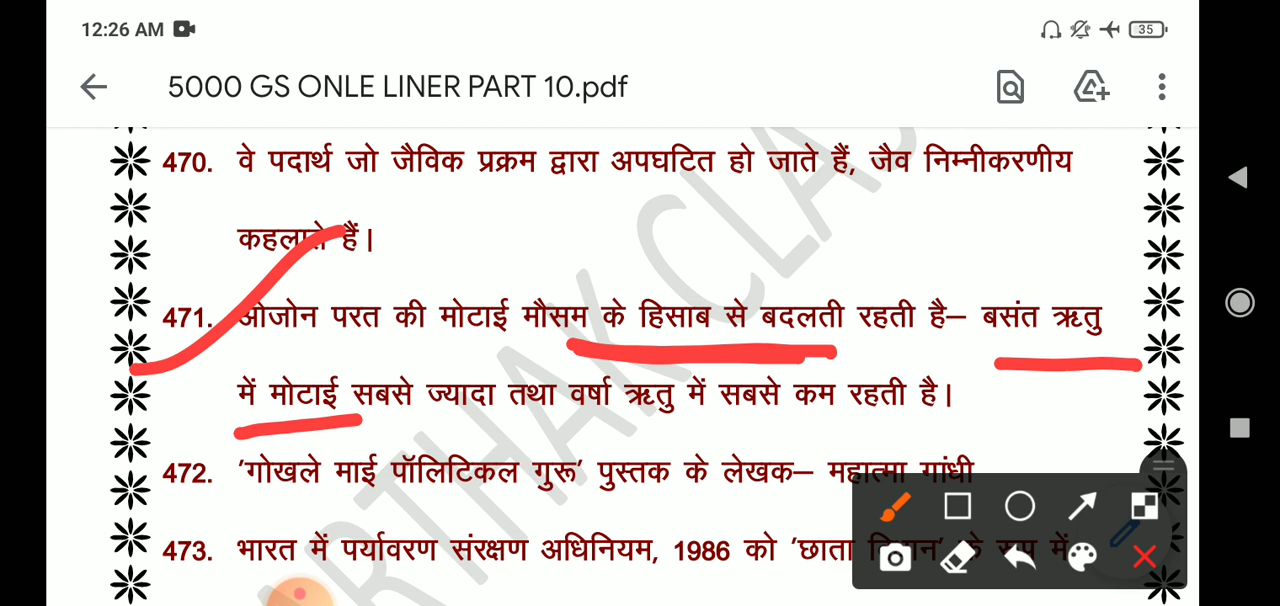 12:26 AM 35
5000 GS ONLE LINER PART 10.pdf
470. वे पदार्थ जो जैविक प्रक्रम द्वारा अपघटित हो जाते हैं, जैव निम्नीकरणीय
कहलाते हैं।
471. ओजोन परत की मोटाई मौसम के हिसाब से बदलती रहती है– बसंत ऋतु
में मोटाई सबसे ज्यादा तथा वर्षा ऋतु में सबसे कम रहती है।
472. 'गोखले माई पॉलिटिकल गुरू' पुस्तक के लेखक– महात्मा गांधी
473. भारत में पर्यावरण संरक्षण अधिनियम, 1986 को 'छाता के रूप में